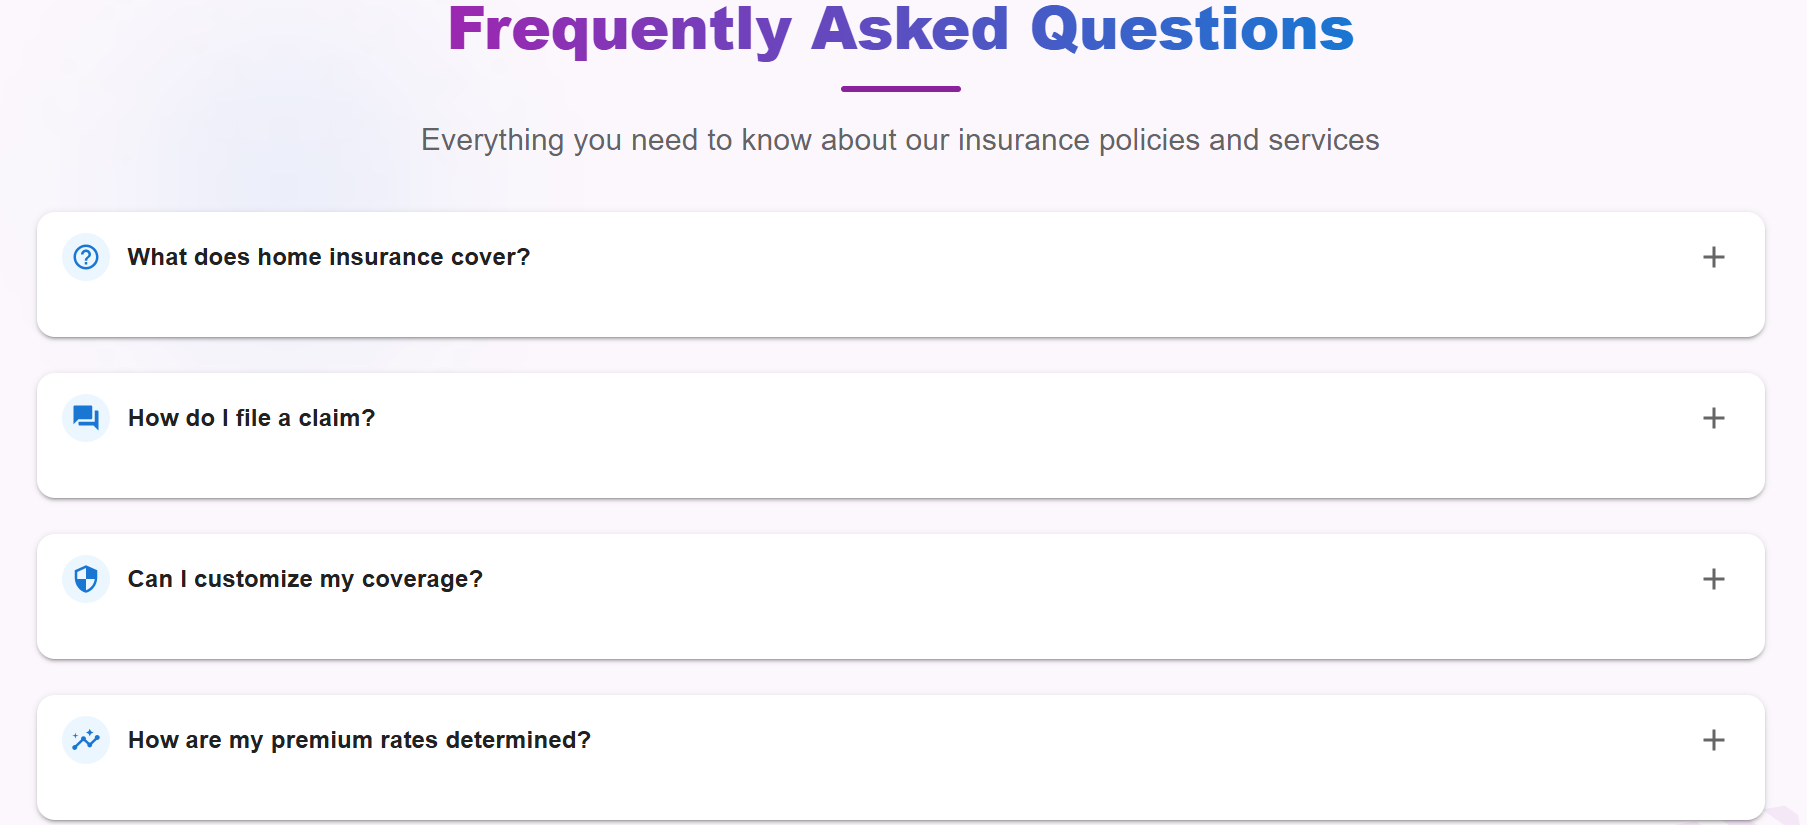 Frequently Asked Questions
Everything you need to know about our insurance policies and services
What does home insurance cover?
How do I file a claim?
Can I customize my coverage?
How are my premium rates determined?